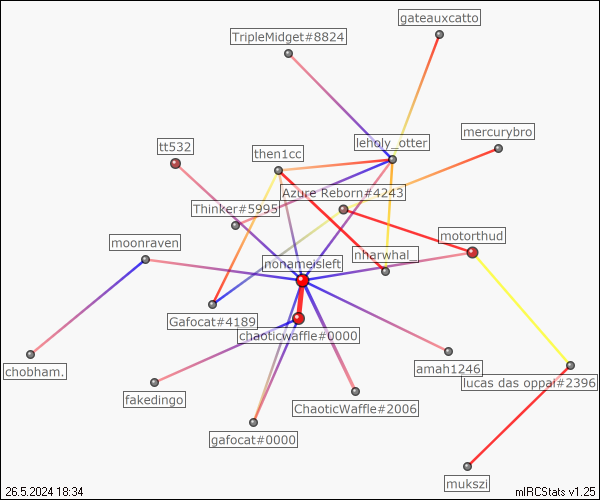 gateauxcatto
TripleMidget#8824
mercurybro
leholy_otter
tt532
then1cc
Azure Reborn#4243
Thinker#5995
motorthud
moonraven
nharwhal_
nonameisleft
Gafocat#4189
chaoticwaffle#0000
chobham.
amah1246
lucas das oppai#2396
fakedingo
ChaoticWaffle#2006
gafocat#0000
mukszi
26.5.2024 18:34
mIRCStats v1.25